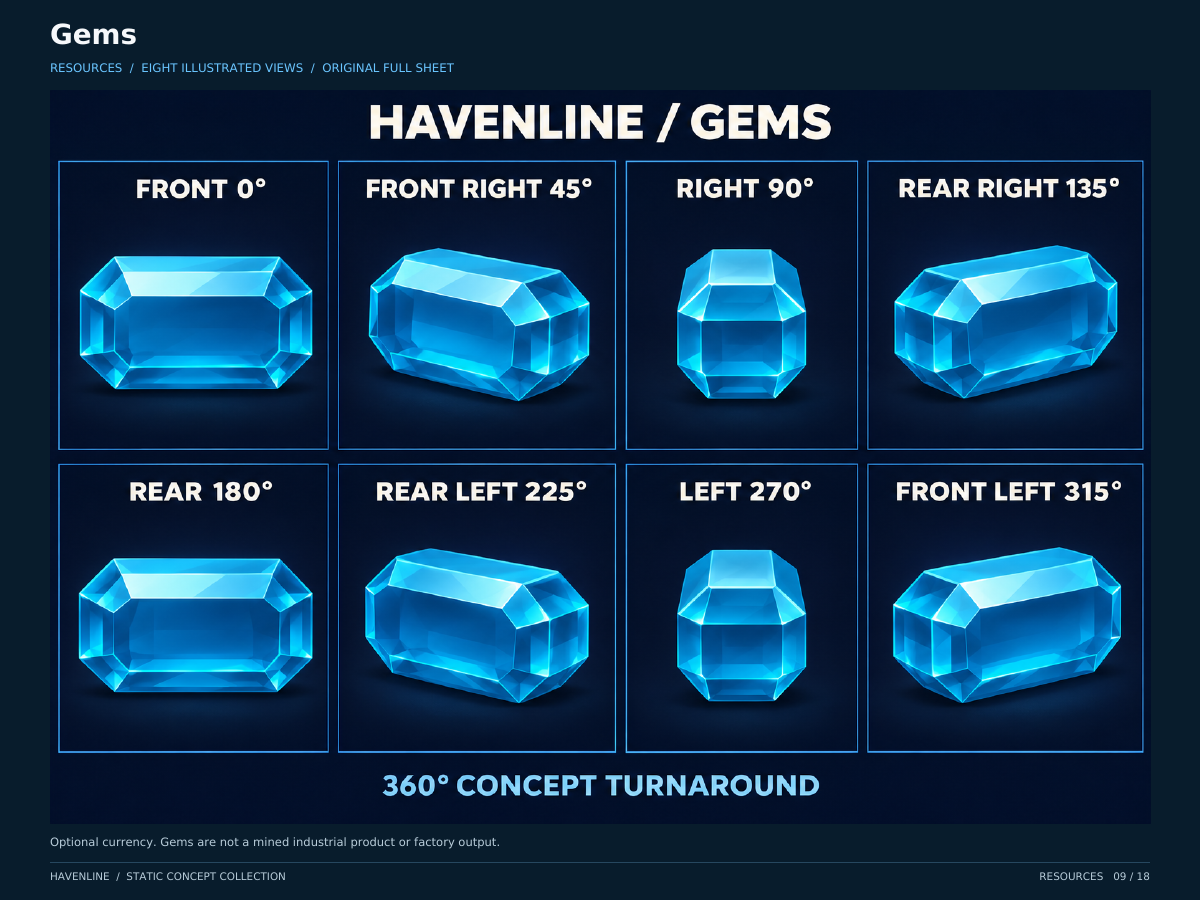 Gems
RESOURCES / EIGHT ILLUSTRATED VIEWS / ORIGINAL FULL SHEET
HAVENLINE / GEMS
FRONT 0°
FRONT RIGHT 45°
RIGHT 90°
REAR RIGHT 135°
REAR 180°
REAR LEFT 225°
LEFT 270°
FRONT LEFT 315°
360° CONCEPT TURNAROUND
Optional currency. Gems are not a mined industrial product or factory output.
HAVENLINE / STATIC CONCEPT COLLECTION
RESOURCES 09 / 18